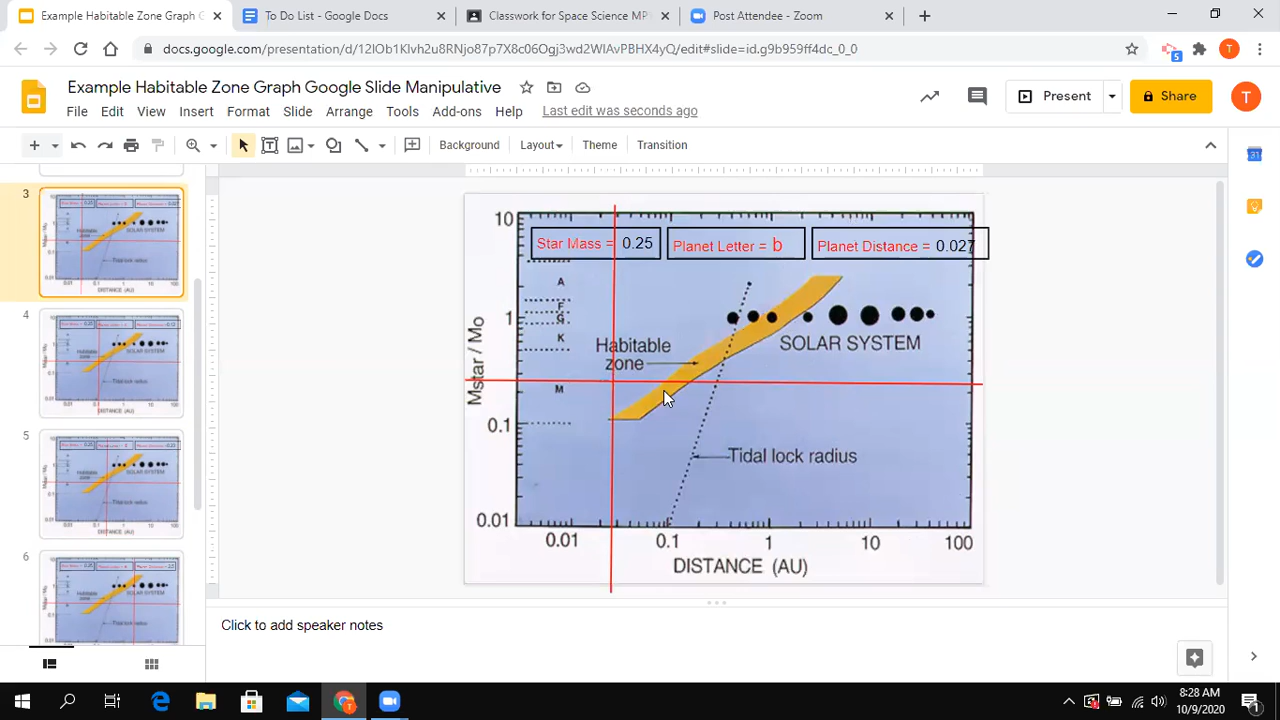 Example Habitable Zone Graph G
To Do List - Google Docs
Classwork for Space Science MP1
Post Attendee - Zoom
docs.google.com/presentation/d/12IOb1KIvh2u8RNjo87p7X8c06Ogj3wd2WIAvPBHX4yQ/edit#slide=id.g9b959ff4dc_0_0
5
T
Example Habitable Zone Graph Google Slide Manipulative
File Edit View Insert Format Slide Arrange Tools Add-ons Help Last edit was seconds ago
Present
Share
T
Background Layout Theme Transition
3
4
5
6
10
Star Mass = 0.25
Planet Letter = b
Planet Distance = 0.027
A
F
G
K
M
1
0.1
0.01
Mstar / Mo
Habitable
zone
SOLAR SYSTEM
Tidal lock radius
0.01 0.1 1 10 100
DISTANCE (AU)
31
Click to add speaker notes
T
8:28 AM
10/9/2020
1